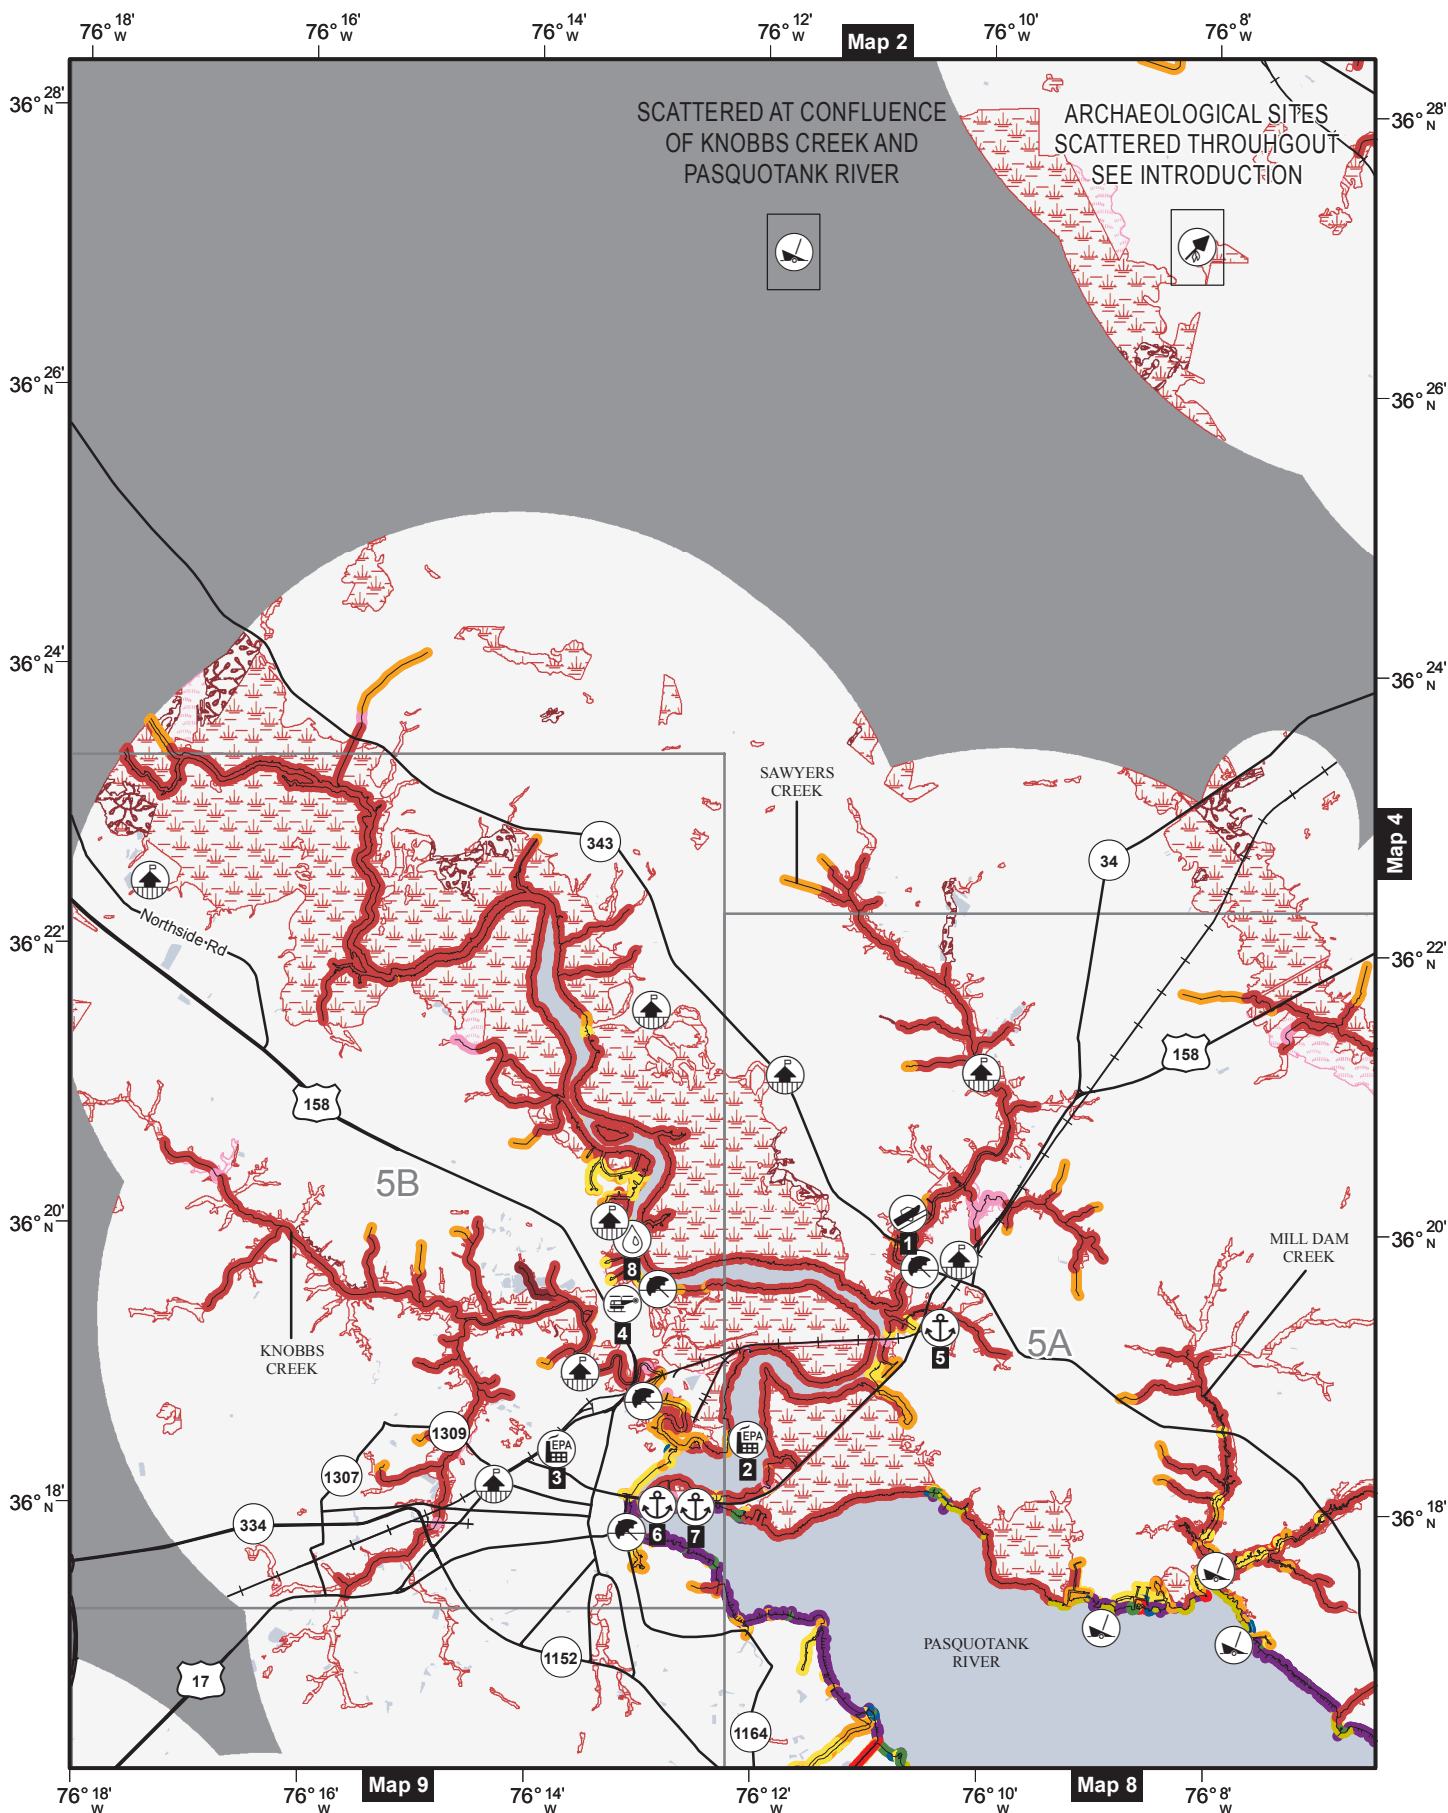 76° 18' W
76° 16' W
76° 14' W
76° 12' W
76° 10' W
76° 8' W
Map 2
36° 28' N
36° 28' N
SCATTERED AT CONFLUENCE
OF KNOBBS CREEK AND
PASQUOTANK RIVER
ARCHAEOLOGICAL SITES
SCATTERED THROUHGOUT
SEE INTRODUCTION
36° 26' N
36° 26' N
36° 24' N
36° 24' N
SAWYERS
CREEK
343
34
Map 4
Northside Rd
36° 22' N
36° 22' N
158
158
5B
36° 20' N
36° 20' N
1
MILL DAM
CREEK
8
4
KNOBBS
CREEK
5
5A
1309
EPA
3
EPA
2
1307
36° 18' N
36° 18' N
334
6
7
PASQUOTANK
RIVER
1152
17
1164
76° 18' W
76° 16' W
76° 14' W
76° 12' W
76° 10' W
76° 8' W
Map 9
Map 8